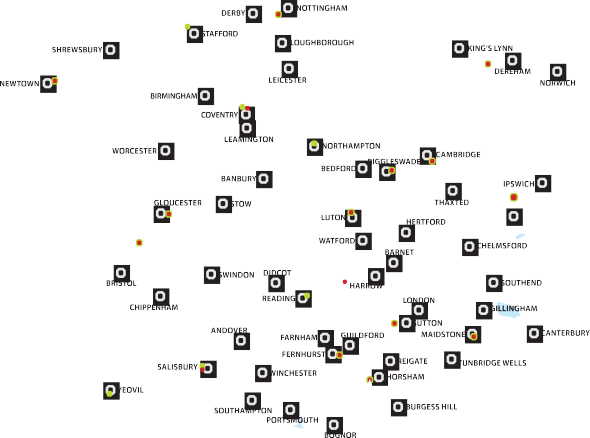 NOTTINGHAM
DERBY
STAFFORD
LOUGHBOROUGH
SHREWSBURY
KING'S LYNN
DEREHAM
LEICESTER
NEWTOWN
NORWICH
BIRMINGHAM
COVENTRY
LEAMINGTON
NORTHAMPTON
WORCESTER
CAMBRIDGE
BIGGLESWADE
BEDFORD
BANBURY
IPSWICH
THAXTED
GLOUCESTER
STOW
LUTON
HERTFORD
WATFORD
CHELMSFORD
BARNET
BRISTOL
SWINDON
DIDCOT
HARROW
SOUTHEND
READING
CHIPPENHAM
LONDON
GILLINGHAM
SUTTON
ANDOVER
FARNHAM
GUILDFORD
MAIDSTONE
CANTERBURY
FERNHURST
REIGATE
TUNBRIDGE WELLS
SALISBURY
WINCHESTER
HORSHAM
YEOVIL
SOUTHAMPTON
BURGESS HILL
PORTSMOUTH
BOGNOR